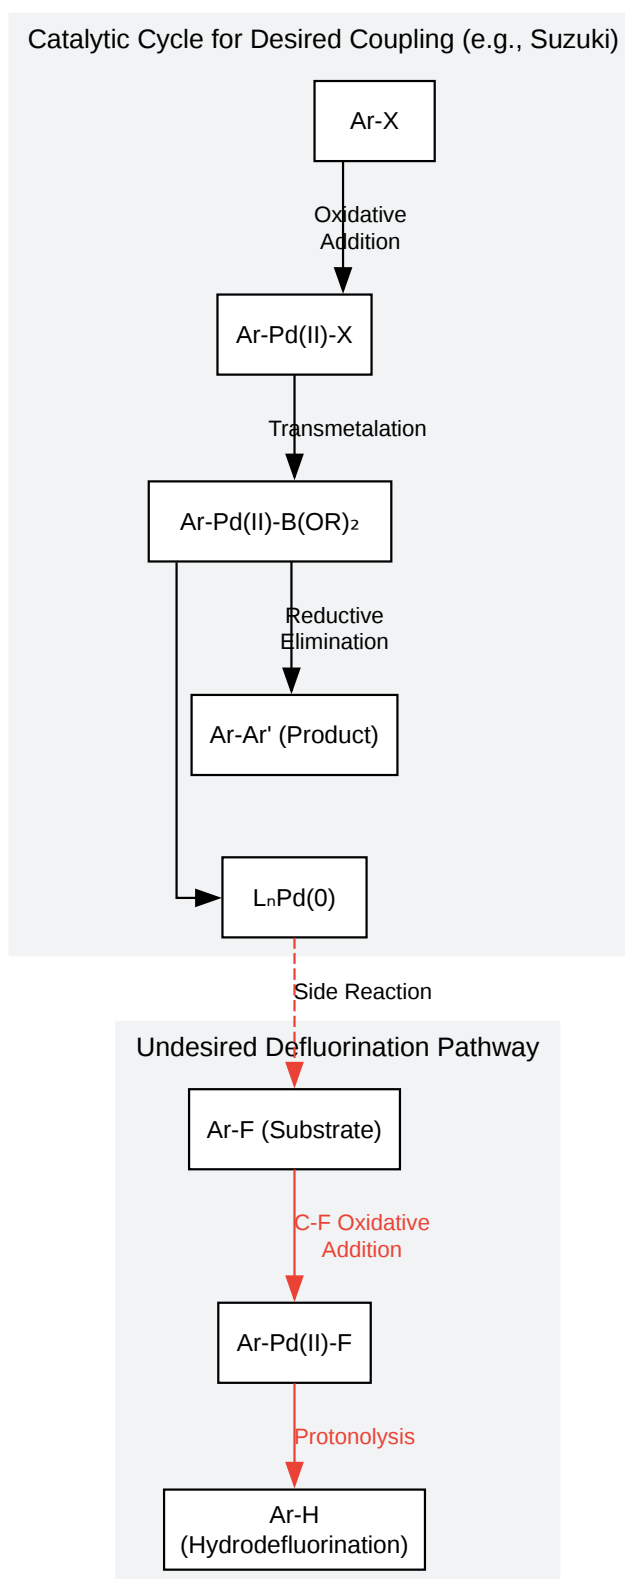 Catalytic Cycle for Desired Coupling (e.g., Suzuki)
Ar-X
Oxidative
Addition
Ar-Pd(II)-X
Transmetalation
Ar-Pd(II)-B(OR)₂
Reductive
Elimination
Ar-Ar' (Product)
LₙPd(0)
Side Reaction
Undesired Defluorination Pathway
Ar-F (Substrate)
C-F Oxidative
Addition
Ar-Pd(II)-F
Protonolysis
Ar-H
(Hydrodefluorination)